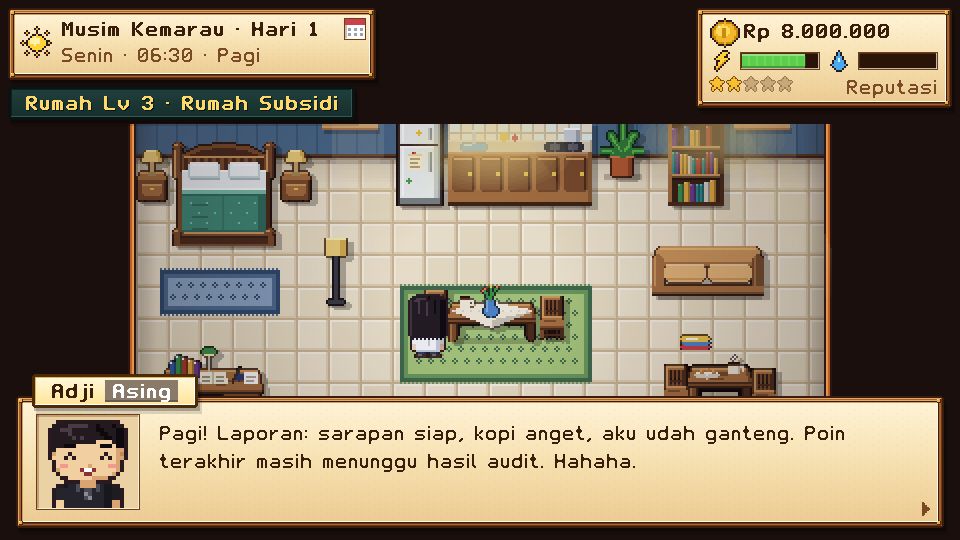 Musim Kemarau · Hari 1
Senin · 06:30 · Pagi
Rp 8.000.000
Reputasi
Rumah Lv 3 · Rumah Subsidi
Adji Asing
Pagi! Laporan: sarapan siap, kopi anget, aku udah ganteng. Poin
terakhir masih menunggu hasil audit. Hahaha.